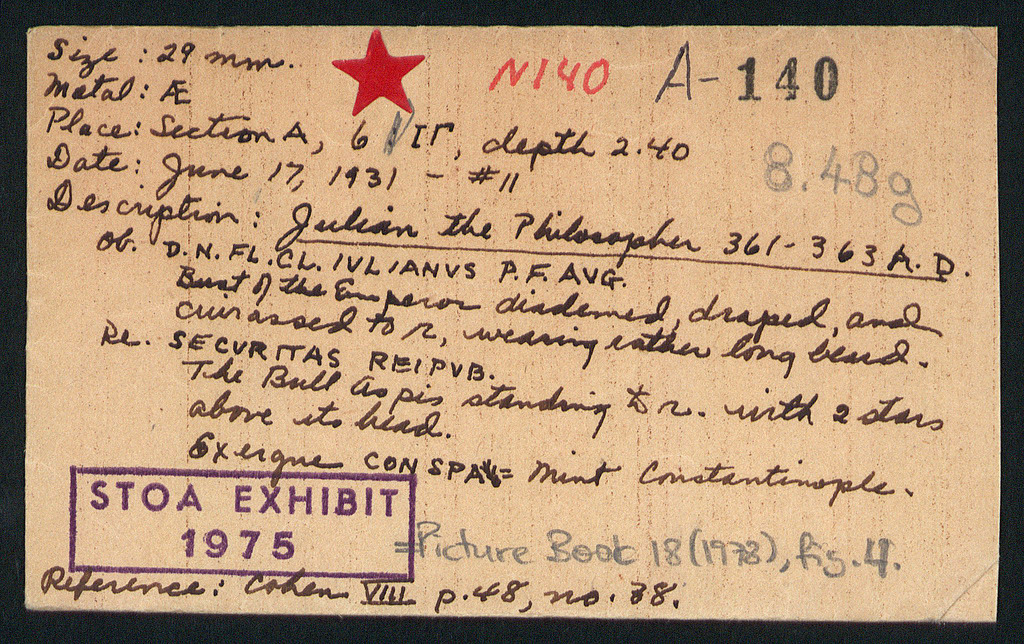 Size : 29 mm.
N140
A-140
Metal: Æ
Place: Section A, 6 / IΓ, depth 2.40
8.48g
Date: June 17, 1931 - #11
Description: Julian the Philosopher 361-363 A.D.
Ob. D.N.FL.CL.IVLIANVS P.F.AVG.
Bust of the Emperor diademed, draped, and
cuirassed to r, wearing rather long beard.
Re. SECVRITAS REIPVB.
The Bull Aspis standing to r. with 2 stars
above its head.
Exergue CONSPA = Mint Constantinople.
STOA EXHIBIT
1975
=Picture Book 18 (1978), fig. 4.
Reference: Cohen VIII p.48, no. 38.